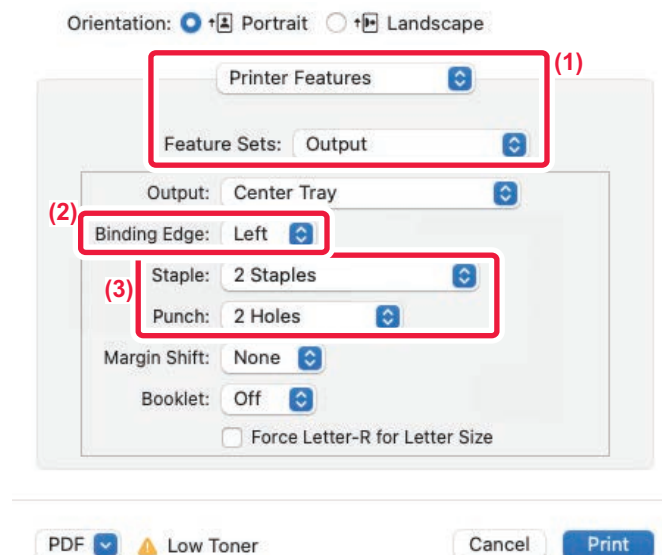 Orientation: Portrait Landscape
(1)
Printer Features
Feature Sets: Output
Output: Center Tray
(2)
Binding Edge: Left
(3)
Staple: 2 Staples
Punch: 2 Holes
Margin Shift: None
Booklet: Off
Force Letter-R for Letter Size
PDF Low Toner Cancel Print